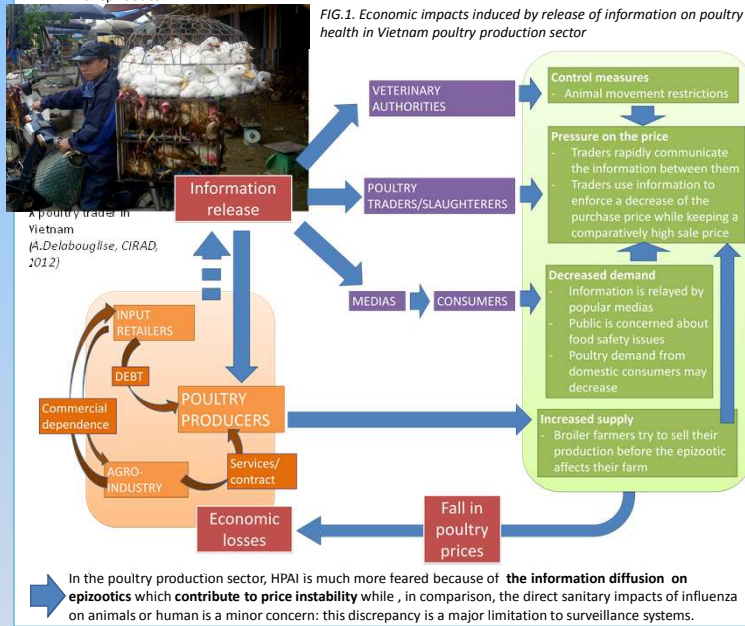 FIG.1. Economic impacts induced by release of information on poultry
health in Vietnam poultry production sector
poultry trader in
Vietnam
(A.Delabouglise, CIRAD,
2012)
Information
release
VETERINARY
AUTHORITIES
POULTRY
TRADERS/SLAUGHTERERS
MEDIAS
CONSUMERS
Control measures
- Animal movement restrictions
Pressure on the price
- Traders rapidly communicate
the information between them
- Traders use information to
enforce a decrease of the
purchase price while keeping a
comparatively high sale price
Decreased demand
- Information is relayed by
popular medias
- Public is concerned about
food safety issues
- Poultry demand from
domestic consumers may
decrease
Increased supply
- Broiler farmers try to sell their
production before the epizootic
affects their farm
INPUT
RETAILERS
DEBT
POULTRY
PRODUCERS
Commercial
dependence
AGRO-
INDUSTRY
Services/
contract
Economic
losses
Fall in
poultry
prices
In the poultry production sector, HPAI is much more feared because of the information diffusion on
epizootics which contribute to price instability while , in comparison, the direct sanitary impacts of influenza
on animals or human is a minor concern: this discrepancy is a major limitation to surveillance systems.